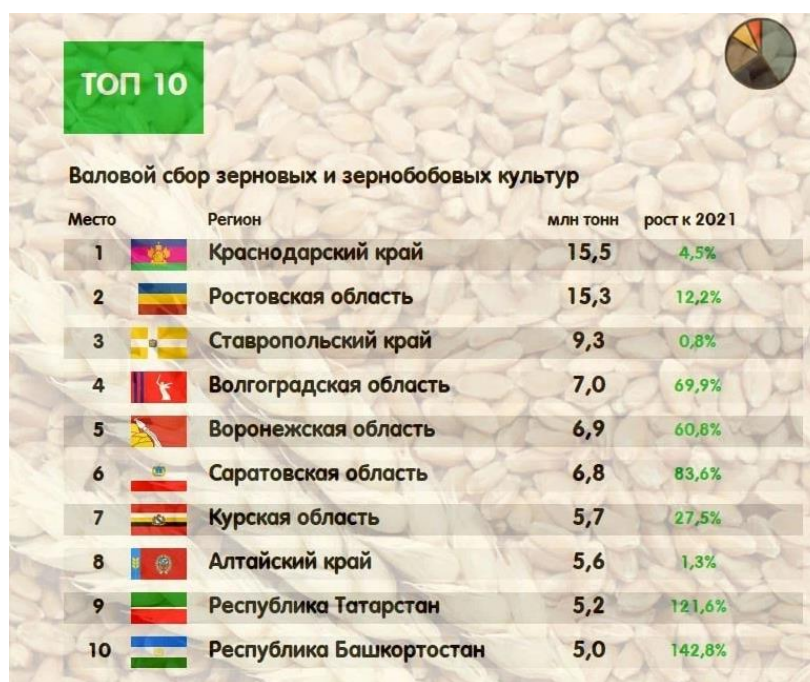 ТОП 10
Валовой сбор зерновых и зернобобовых культур
Место Регион млн тонн рост к 2021
1 Краснодарский край 15,5 4,5%
2 Ростовская область 15,3 12,2%
3 Ставропольский край 9,3 0,8%
4 Волгоградская область 7,0 69,9%
5 Воронежская область 6,9 60,8%
6 Саратовская область 6,8 83,6%
7 Курская область 5,7 27,5%
8 Алтайский край 5,6 1,3%
9 Республика Татарстан 5,2 121,6%
10 Республика Башкортостан 5,0 142,8%